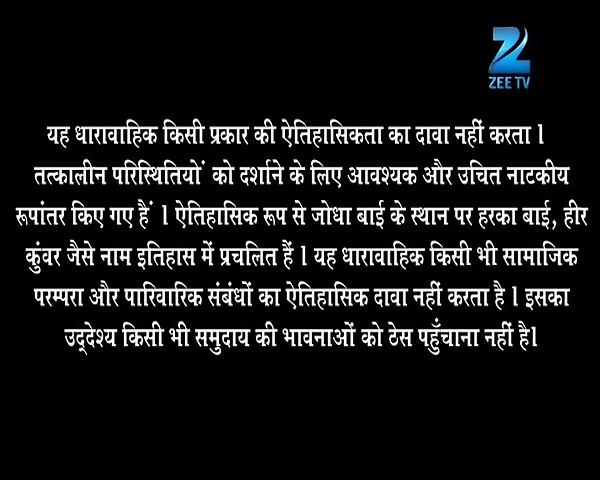 ZEE TV
यह धारावाहिक किसी प्रकार की ऐतिहासिकता का दावा नहीं करता ।
तत्कालीन परिस्थितियों को दर्शाने के लिए आवश्यक और उचित नाटकीय
रूपांतर किए गए हैं । ऐतिहासिक रूप से जोधा बाई के स्थान पर हरका बाई, हीर
कुंवर जैसे नाम इतिहास में प्रचलित हैं । यह धारावाहिक किसी भी सामाजिक
परम्परा और पारिवारिक संबंधों का ऐतिहासिक दावा नहीं करता है । इसका
उद्देश्य किसी भी समुदाय की भावनाओं को ठेस पहुँचाना नहीं है।